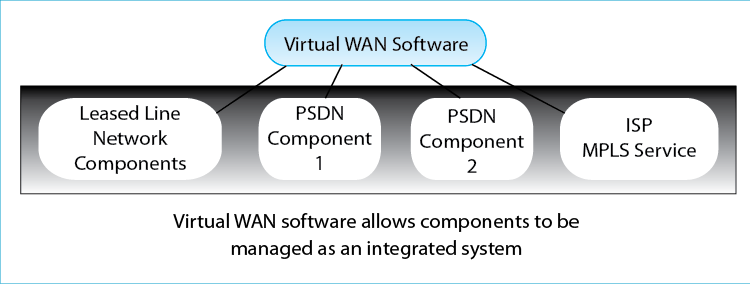 Virtual WAN Software
Leased Line
Network
Components
PSDN
Component
1
PSDN
Component
2
ISP
MPLS Service
Virtual WAN software allows components to be
managed as an integrated system